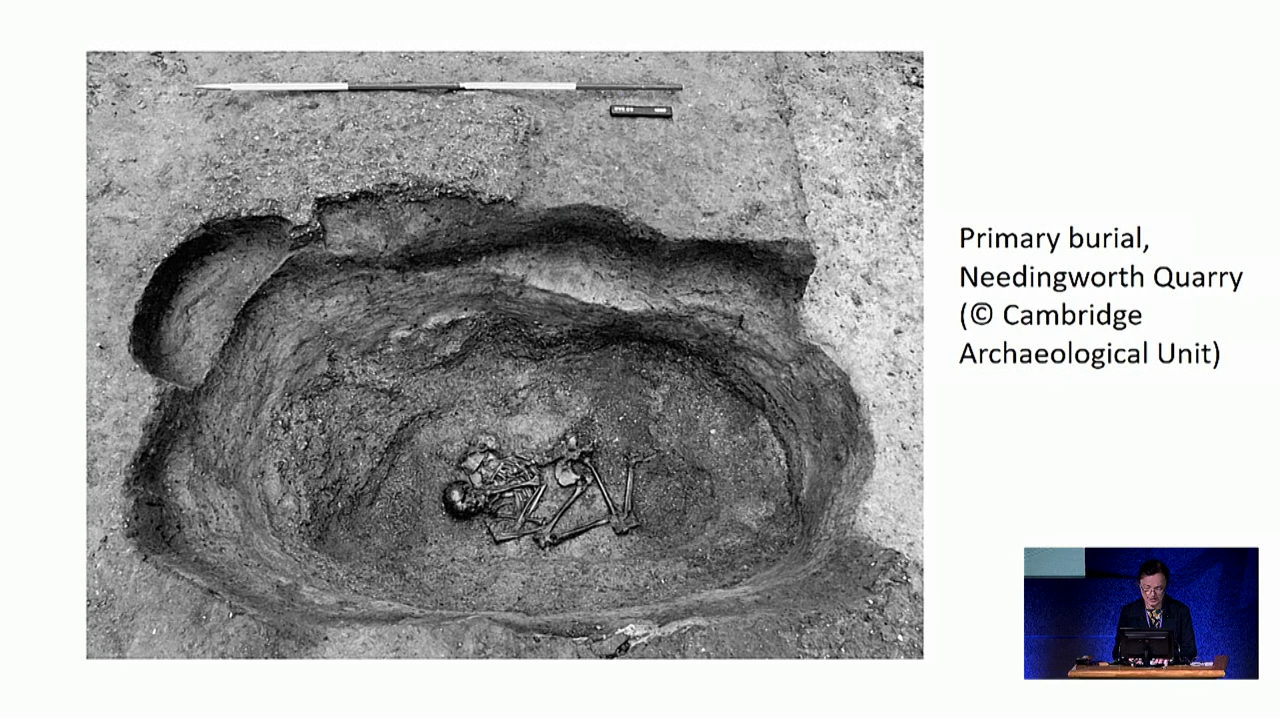 Primary burial,
Needingworth Quarry
(© Cambridge
Archaeological Unit)